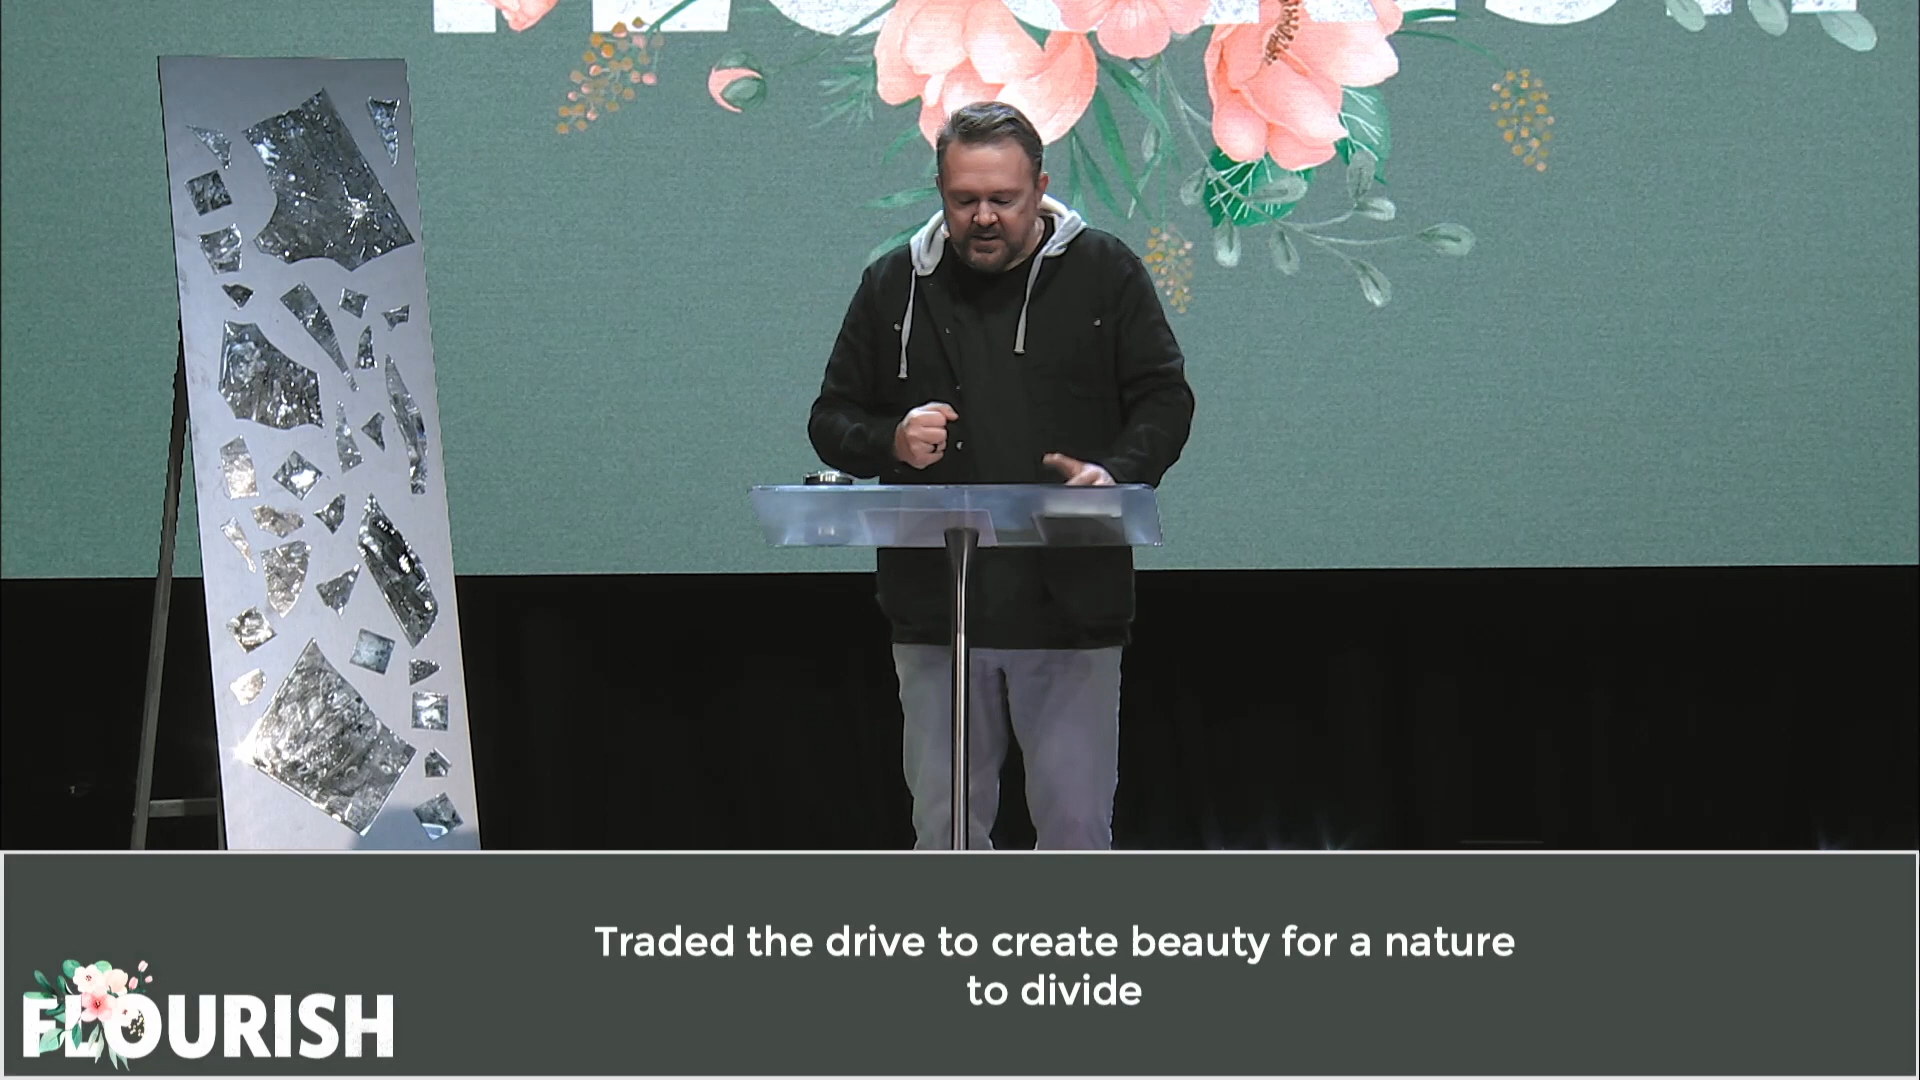 Traded the drive to create beauty for a nature
to divide
FLOURISH